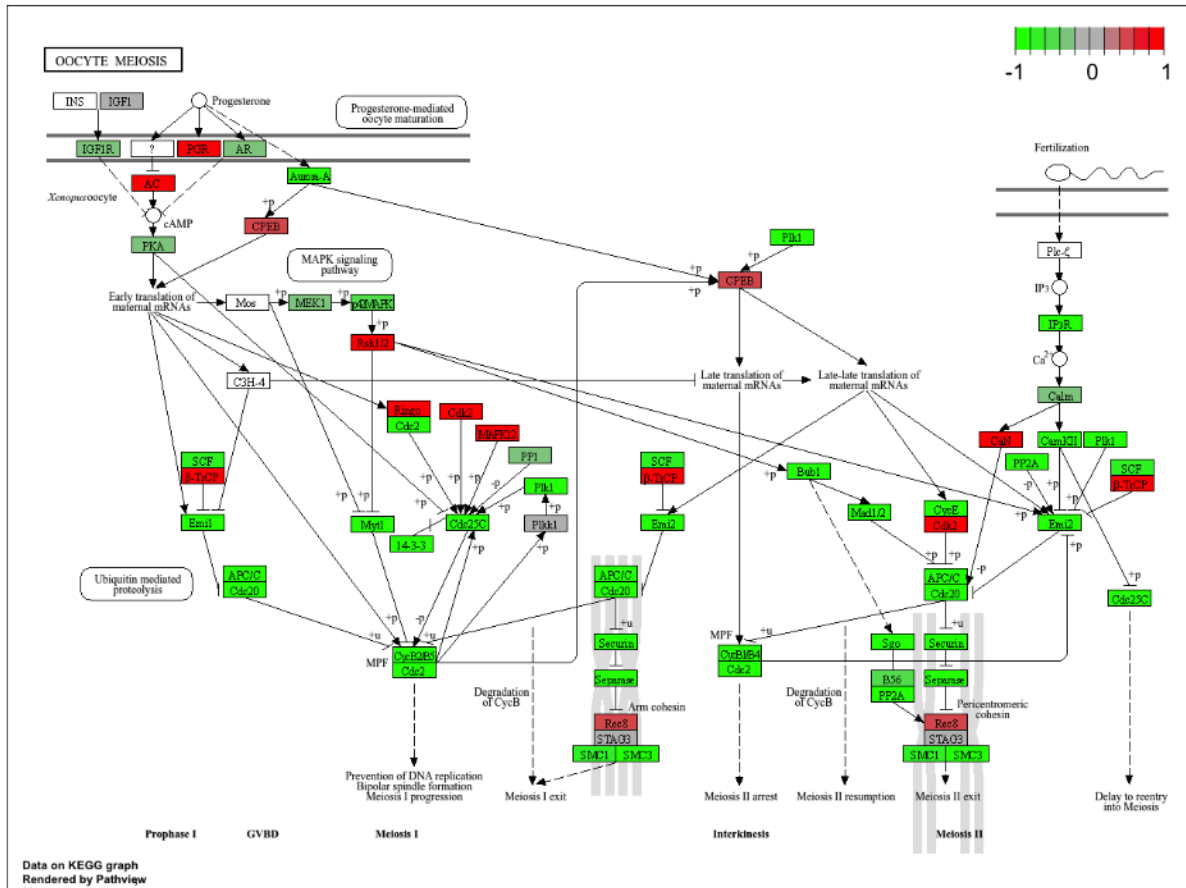 OOCYTE MEIOSIS
-1 0 1
INS IGF1
Progesterone
Progesterone-mediated
oocyte maturation
IGF1R ? PGR AR
Fertilization
Aurora-A
AC
Xenopus oocyte
cAMP
+p
CPEB
PKA
Plk1
+p
MAPK signaling
pathway
+p
CPEB
+p
Plc-ζ
IP3
Early translation of
maternal mRNAs
Mos
+p
MEK1
+p
p42MAPK
IP3R
+p
Rsk1/2
Ca2+
C3H-4
Late translation of
maternal mRNAs
Late-late translation of
maternal mRNAs
Calm
Ringo
Cdc2
Cdk2
MAPK12
PP1
CaN
CamKII
Plk1
SCF
β-TrCP
SCF
β-TrCP
Bub1
+p
PP2A
SCF
β-TrCP
+p
+p
+p
-p
+p
Plk1
-p
+p
+p
+p
+p
Emi1
Myt1
Cdc25C
+p
Plkk1
Emi2
Mad1/2
CycE
Cdk2
Emi2
14-3-3
+p
+p
+p
+p
+p
Ubiquitin mediated
proteolysis
APC/C
Cdc20
APC/C
Cdc20
APC/C
Cdc20
-p
+p
Cdc25C
+u
+p
-p
+u
+u
MPF
+u
+u
MPF
CycB2/B5
Cdc2
Securin
CycB1/B4
Cdc2
Sgo
Securin
Separase
B56
PP2A
Separase
Degradation
of CycB
Arm cohesin
Degradation
of CycB
Pericentromeric
cohesin
Rec8
STAG3
SMC1 SMC3
Rec8
STAG3
SMC1 SMC3
Prevention of DNA replication
Bipolar spindle formation
Meiosis I progression
Meiosis I exit
Meiosis II arrest
Meiosis II resumption
Meiosis II exit
Delay to reentry
into Meiosis
Prophase I GVBD Meiosis I Interkinesis Meiosis II
Data on KEGG graph
Rendered by Pathview